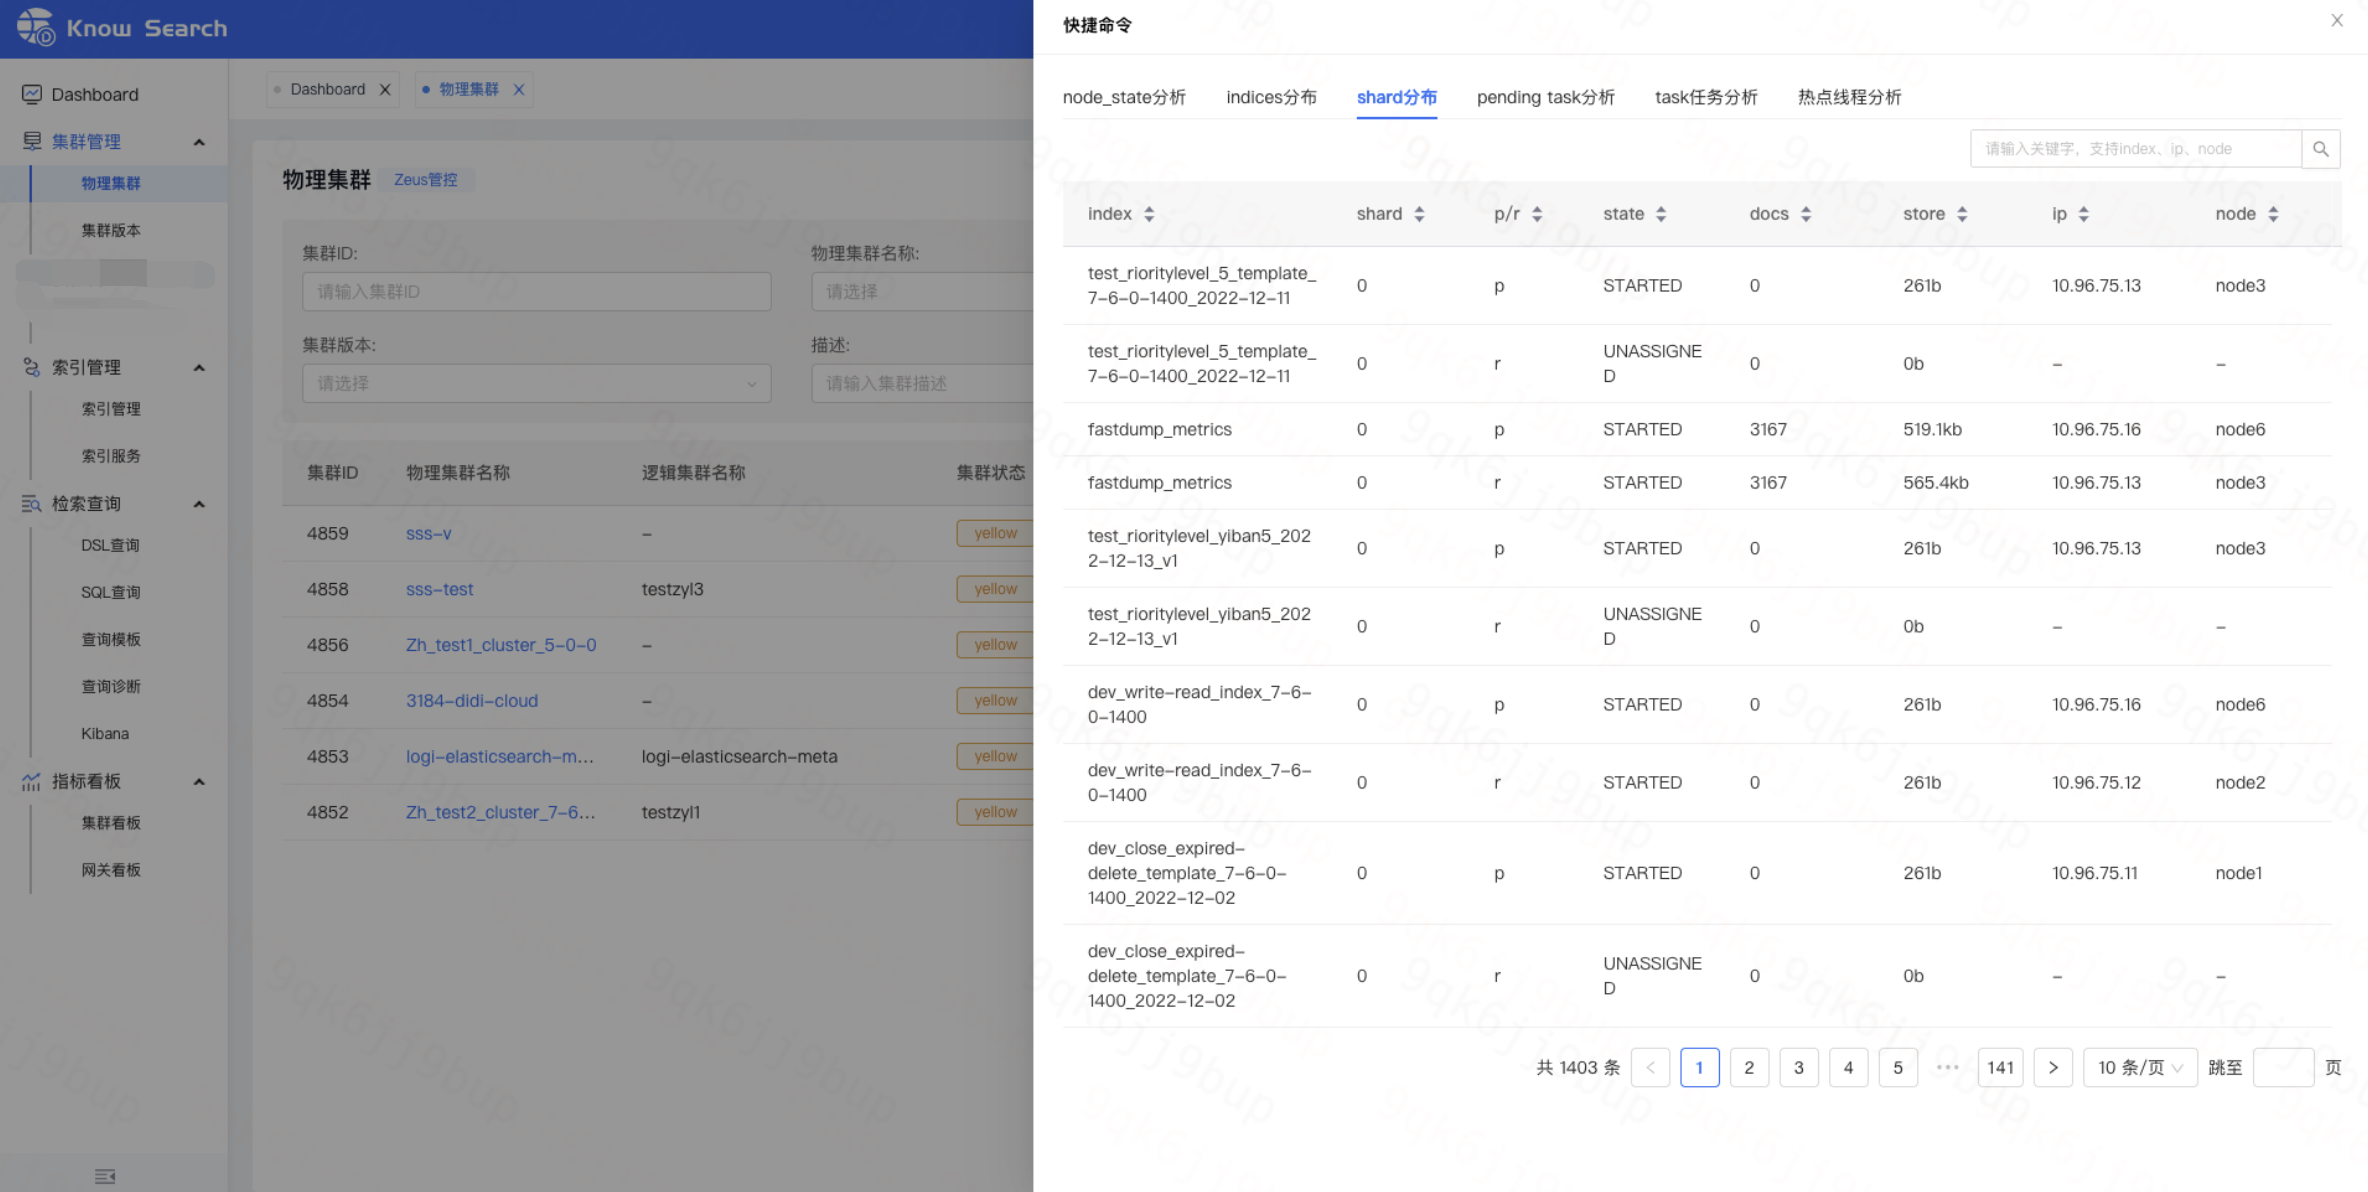 Know Search
Dashboard
集群管理
物理集群
集群版本
索引管理
索引管理
索引服务
检索查询
DSL查询
SQL查询
查询模板
查询诊断
Kibana
指标看板
集群看板
网关看板
Dashboard
物理集群
物理集群 Zeus管控
集群ID: 物理集群名称:
请输入集群ID 请选择
集群版本: 描述:
请选择 请输入集群描述
集群ID 物理集群名称 逻辑集群名称 集群状态
4859 sss-v – yellow
4858 sss-test testzyl3 yellow
4856 Zh_test1_cluster_5-0-0 – yellow
4854 3184-didi-cloud – yellow
4853 logi-elasticsearch-m... logi-elasticsearch-meta yellow
4852 Zh_test2_cluster_7-6... testzyl1 yellow
快捷命令
node_state分析 indices分布 shard分布 pending task分析 task任务分析 热点线程分析
请输入关键字，支持index、ip、node
index shard p/r state docs store ip node
test_rioritylevel_5_template_
7-6-0-1400_2022-12-11 0 p STARTED 0 261b 10.96.75.13 node3
test_rioritylevel_5_template_ UNASSIGNE
7-6-0-1400_2022-12-11 0 r D 0 0b – –
fastdump_metrics 0 p STARTED 3167 519.1kb 10.96.75.16 node6
fastdump_metrics 0 r STARTED 3167 565.4kb 10.96.75.13 node3
test_rioritylevel_yiban5_202
2-12-13_v1 0 p STARTED 0 261b 10.96.75.13 node3
test_rioritylevel_yiban5_202 UNASSIGNE
2-12-13_v1 0 r D 0 0b – –
dev_write-read_index_7-6-
0-1400 0 p STARTED 0 261b 10.96.75.16 node6
dev_write-read_index_7-6-
0-1400 0 r STARTED 0 261b 10.96.75.12 node2
dev_close_expired-
delete_template_7-6-0- 0 p STARTED 0 261b 10.96.75.11 node1
1400_2022-12-02
dev_close_expired- UNASSIGNE
delete_template_7-6-0- 0 r D 0 0b – –
1400_2022-12-02
共 1403 条 < 1 2 3 4 5 ••• 141 > 10 条/页 跳至 页
9qk6jj9bup